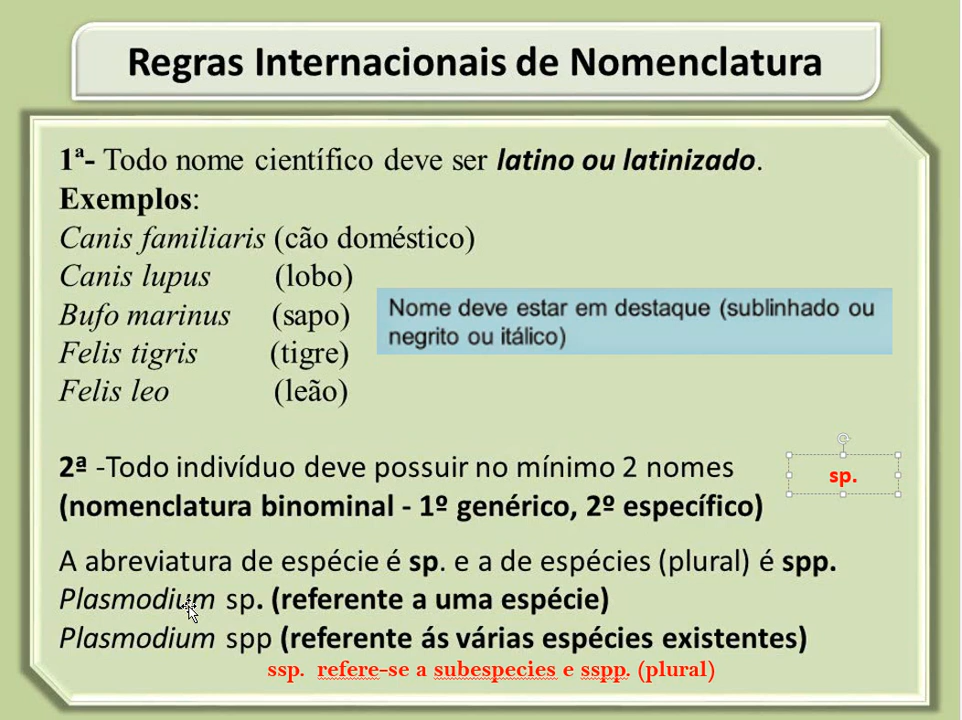 Regras Internacionais de Nomenclatura
1ª- Todo nome científico deve ser latino ou latinizado.
Exemplos:
Canis familiaris (cão doméstico)
Canis lupus (lobo)
Bufo marinus (sapo)
Nome deve estar em destaque (sublinhado ou
negrito ou itálico)
Felis tigris (tigre)
Felis leo (leão)
2ª -Todo indivíduo deve possuir no mínimo 2 nomes
(nomenclatura binominal - 1º genérico, 2º específico)
sp.
A abreviatura de espécie é sp. e a de espécies (plural) é spp.
Plasmodium sp. (referente a uma espécie)
Plasmodium spp (referente ás várias espécies existentes)
ssp. refere-se a subespecies e sspp. (plural)